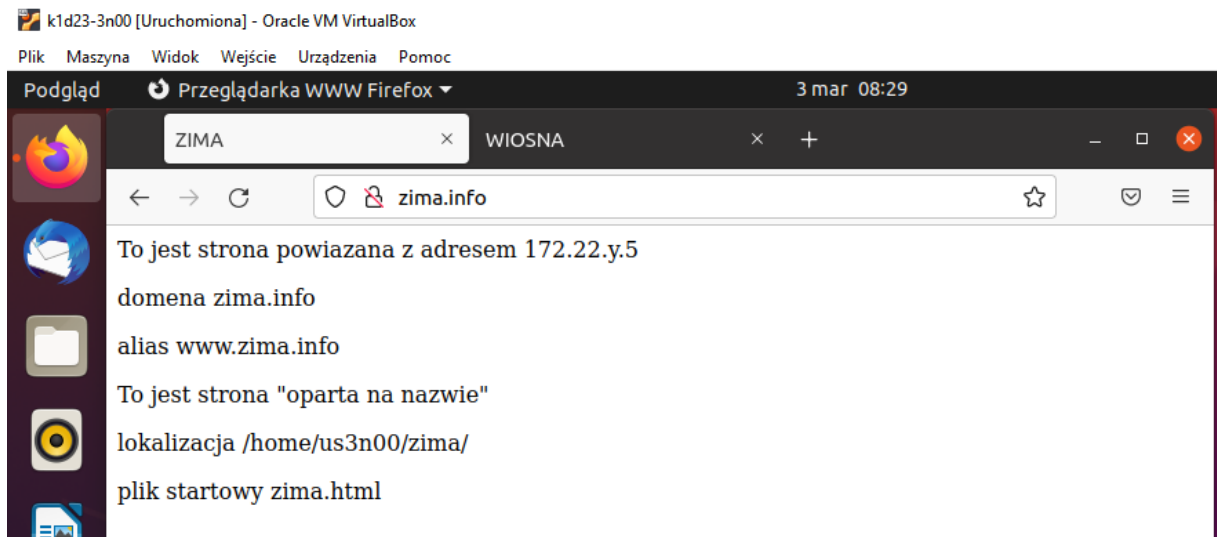 k1d23-3n00 [Uruchomiona] - Oracle VM VirtualBox
Plik Maszyna Widok Wejście Urządzenia Pomoc
Podgląd Przeglądarka WWW Firefox 3 mar 08:29
ZIMA WIOSNA
zima.info
To jest strona powiazana z adresem 172.22.y.5
domena zima.info
alias www.zima.info
To jest strona "oparta na nazwie"
lokalizacja /home/us3n00/zima/
plik startowy zima.html